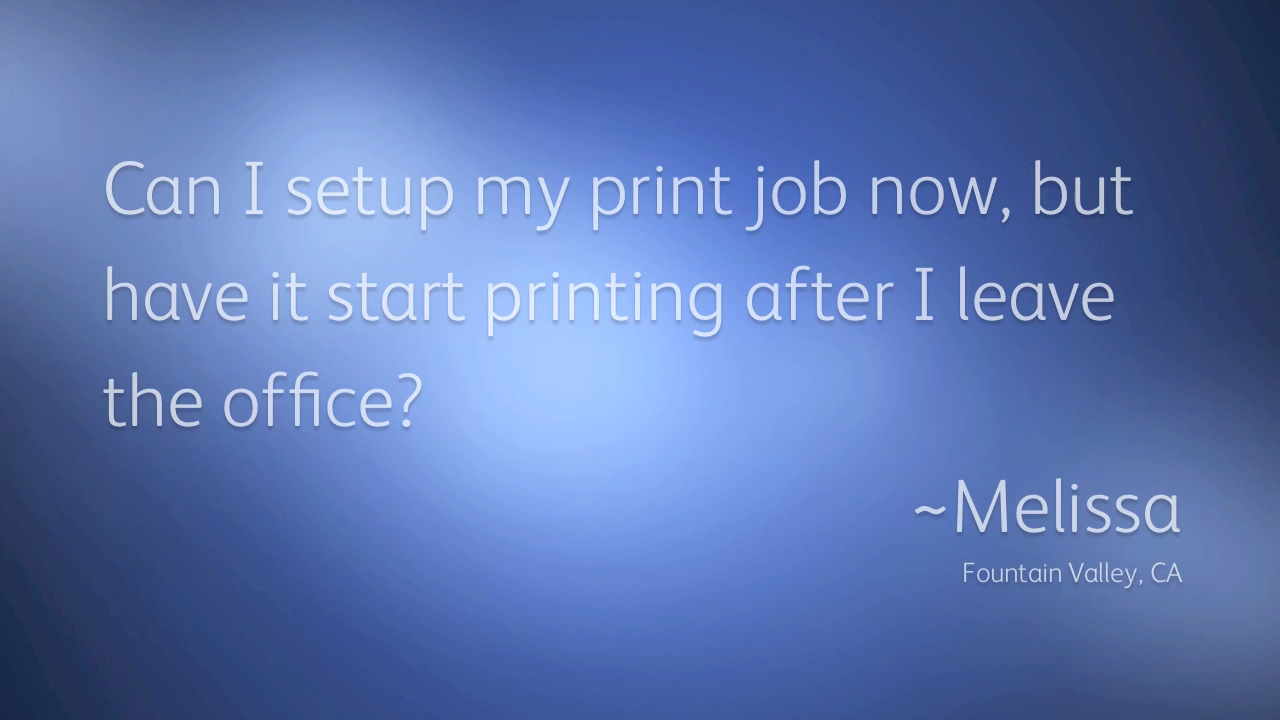 Can I setup my print job now, but
have it start printing after I leave
the office?
~Melissa
Fountain Valley, CA